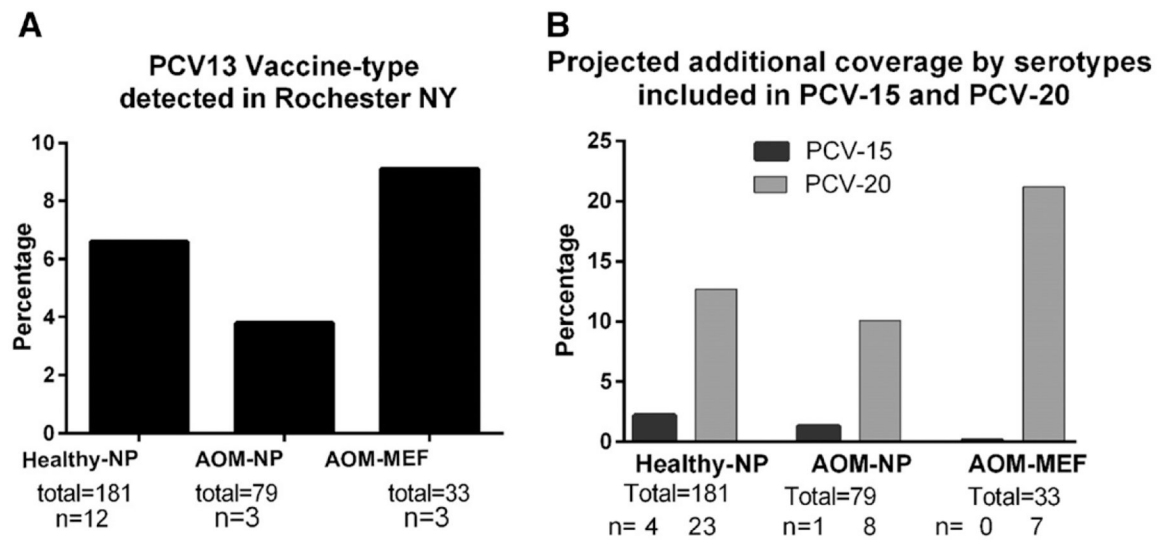 A
PCV13 Vaccine-type
detected in Rochester NY
Percentage
10
8
6
4
2
0
Healthy-NP AOM-NP AOM-MEF
total=181 total=79 total=33
n=12 n=3 n=3
B
Projected additional coverage by serotypes
included in PCV-15 and PCV-20
PCV-15
PCV-20
Percentage
25
20
15
10
5
0
Healthy-NP AOM-NP AOM-MEF
Total=181 Total=79 Total=33
n= 4 23 n=1 8 n= 0 7